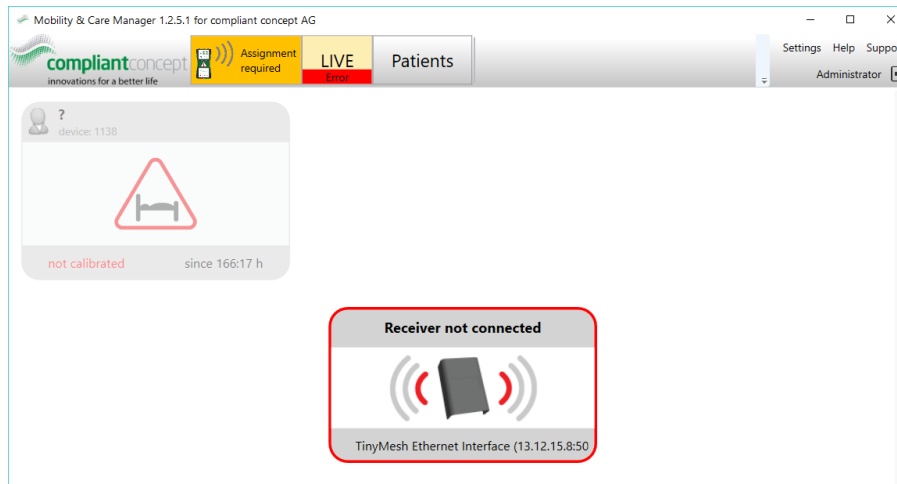 Mobility & Care Manager 1.2.5.1 for compliant concept AG
compliantconcept
innovations for a better life
Assignment
required
LIVE
Error
Patients
Settings Help Suppo
Administrator
?
device: 1138
not calibrated since 166:17 h
Receiver not connected
TinyMesh Ethernet Interface (13.12.15.8:50